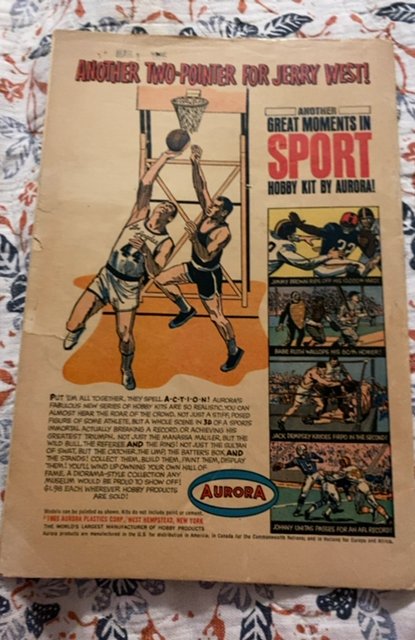 ANOTHER TWO-POINTER FOR JERRY WEST!
ANOTHER
GREAT MOMENTS IN
SPORT
HOBBY KIT BY AURORA!
44
JIMMY BROWN RIPS OFF HIS 10,000TH YARD!
BABE RUTH WALLOPS HIS 60TH HOMER!
JACK DEMPSEY KAYOES FIRPO IN THE SECOND!
JOHNNY UNITAS PASSES FOR AN AFL RECORD!
PUT 'EM ALL TOGETHER, THEY SPELL A-C-T-I-O-N! AURORA'S
FABULOUS NEW SERIES OF HOBBY KITS ARE SO REALISTIC, YOU CAN
ALMOST HEAR THE ROAR OF THE CROWD. NOT JUST A STIFF, POSED
FIGURE OF SOME ATHLETE, BUT A WHOLE SCENE IN 3D OF A SPORTS
IMMORTAL ACTUALLY BREAKING A RECORD OR ACHIEVING HIS
GREATEST TRIUMPH. NOT JUST THE MANASSA MAULER, BUT THE
WILD BULL, THE REFEREE AND THE RING! NOT JUST THE SULTAN
OF SWAT, BUT THE CATCHER, THE UMP, THE BATTER'S BOX, AND
THE STANDS! COLLECT THEM, BUILD THEM, PAINT THEM, DISPLAY
THEM! YOU'LL WIND UP OWNING YOUR OWN HALL OF
FAME. A DIORAMA-STYLE COLLECTION ANY
MUSEUM WOULD BE PROUD TO SHOW OFF!
$1.98 EACH, WHEREVER HOBBY PRODUCTS
ARE SOLD!
AURORA
Models can be painted as shown. Kits do not include paint or cement.
©1965 AURORA PLASTICS CORP., WEST HEMPSTEAD, NEW YORK
THE WORLD'S LARGEST MANUFACTURER OF HOBBY PRODUCTS
Aurora products are manufactured in the U.S. for distribution in America, in Canada for the Commonwealth Nations, and in Holland for Europe and Africa.